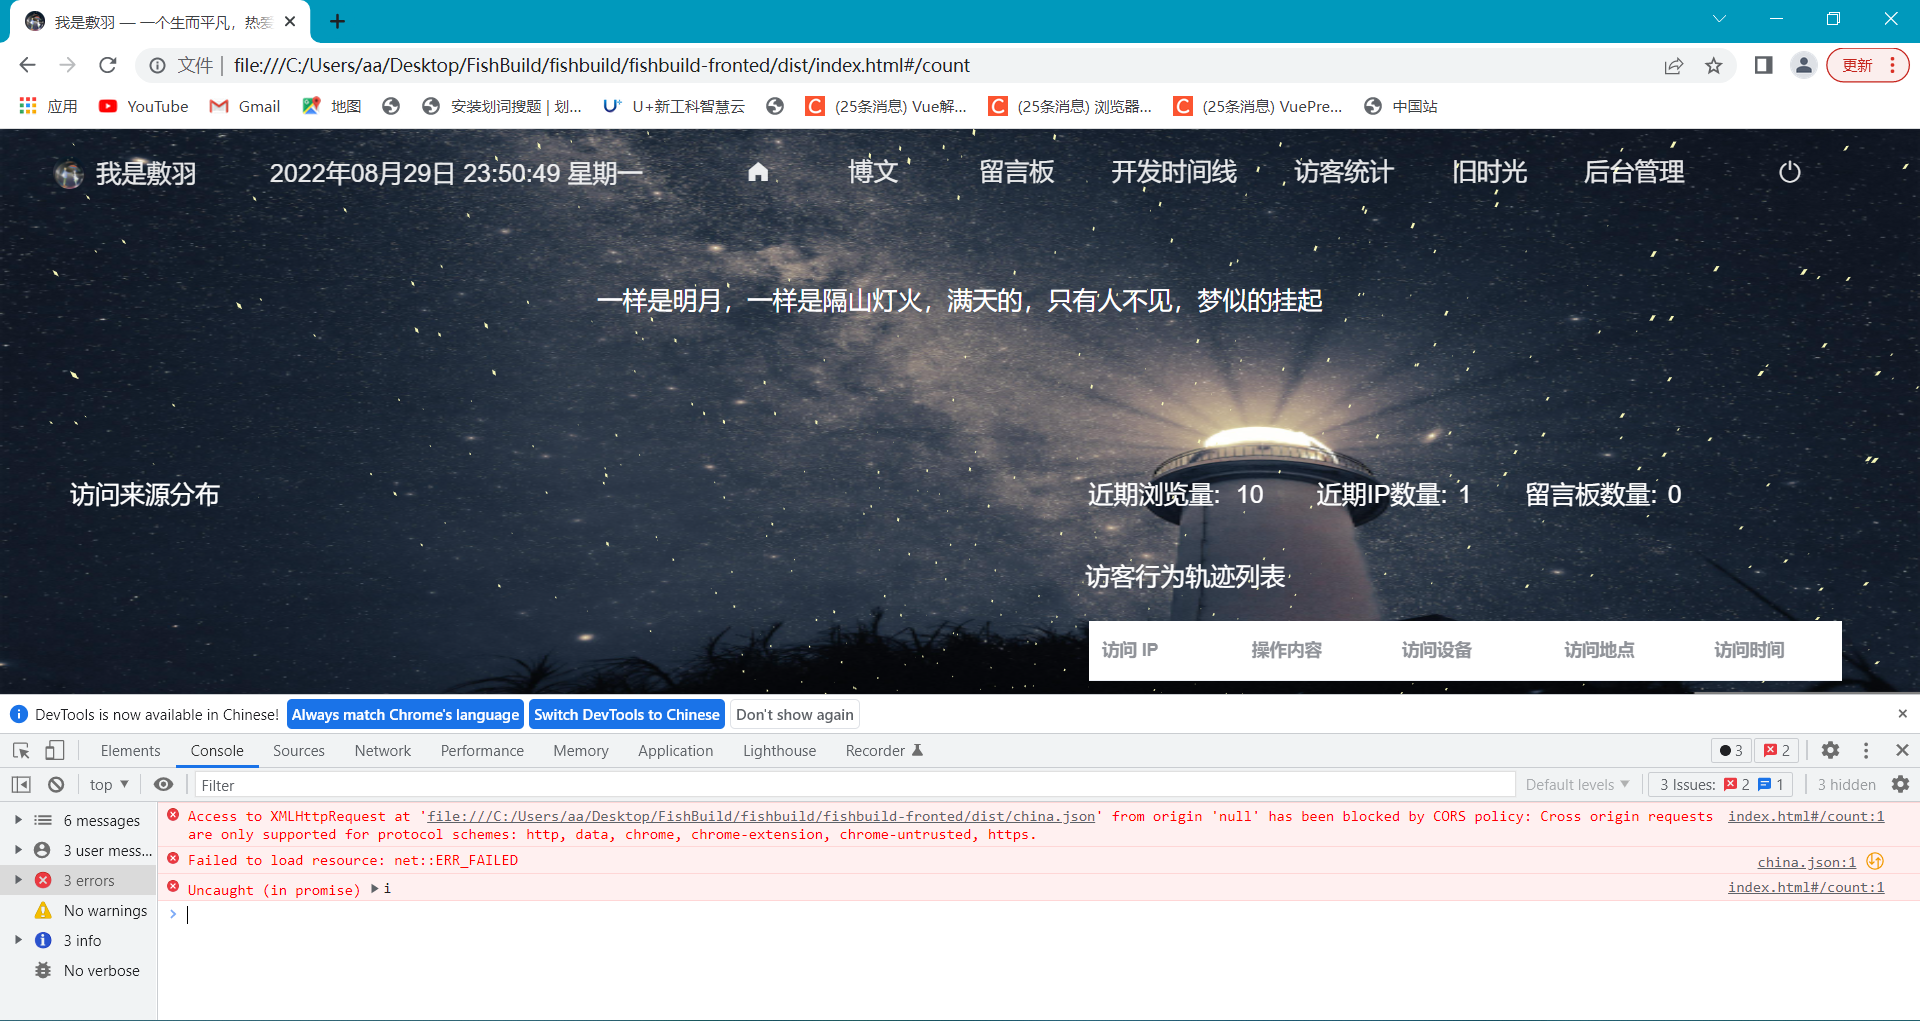 我是敷羽 — 一个生而平凡，热爱
文件 | file:///C:/Users/aa/Desktop/FishBuild/fishbuild/fishbuild-fronted/dist/index.html#/count
更新
应用 YouTube Gmail 地图 安装划词搜题 | 划... U+新工科智慧云 (25条消息) Vue解... (25条消息) 浏览器... (25条消息) VuePre... 中国站
我是敷羽 2022年08月29日 23:50:49 星期一 博文 留言板 开发时间线 访客统计 旧时光 后台管理
一样是明月，一样是隔山灯火，满天的，只有人不见，梦似的挂起
访问来源分布 近期浏览量: 10 近期IP数量: 1 留言板数量: 0
访客行为轨迹列表
访问 IP 操作内容 访问设备 访问地点 访问时间
DevTools is now available in Chinese! Always match Chrome's language Switch DevTools to Chinese Don't show again
Elements Console Sources Network Performance Memory Application Lighthouse Recorder 3 2
top Filter Default levels 3 Issues: 2 1 3 hidden
6 messages
3 user mess...
3 errors
No warnings
3 info
No verbose
Access to XMLHttpRequest at 'file:///C:/Users/aa/Desktop/FishBuild/fishbuild/fishbuild-fronted/dist/china.json' from origin 'null' has been blocked by CORS policy: Cross origin requests index.html#/count:1
are only supported for protocol schemes: http, data, chrome, chrome-extension, chrome-untrusted, https.
Failed to load resource: net::ERR_FAILED china.json:1
Uncaught (in promise) i index.html#/count:1